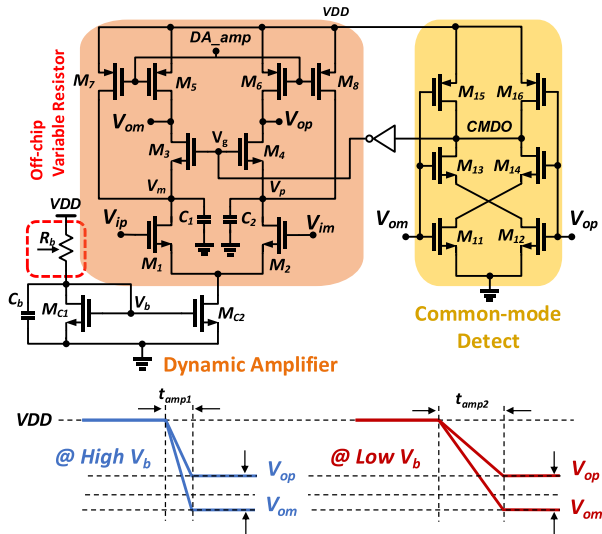 VDD
DA_amp
M7
M5
M6
M8
M15
M16
Off-chip
Variable Resistor
Vom
Vop
Vg
CMDO
M3
M4
M13
M14
Vm
Vp
VDD
C1
C2
Vom
Vop
Rb
Vip
Vim
M1
M2
M11
M12
Cb
MC1
Vb
MC2
Common-mode
Detect
Dynamic Amplifier
tamp1
tamp2
VDD
@ High Vb
Vop
@ Low Vb
Vop
Vom
Vom